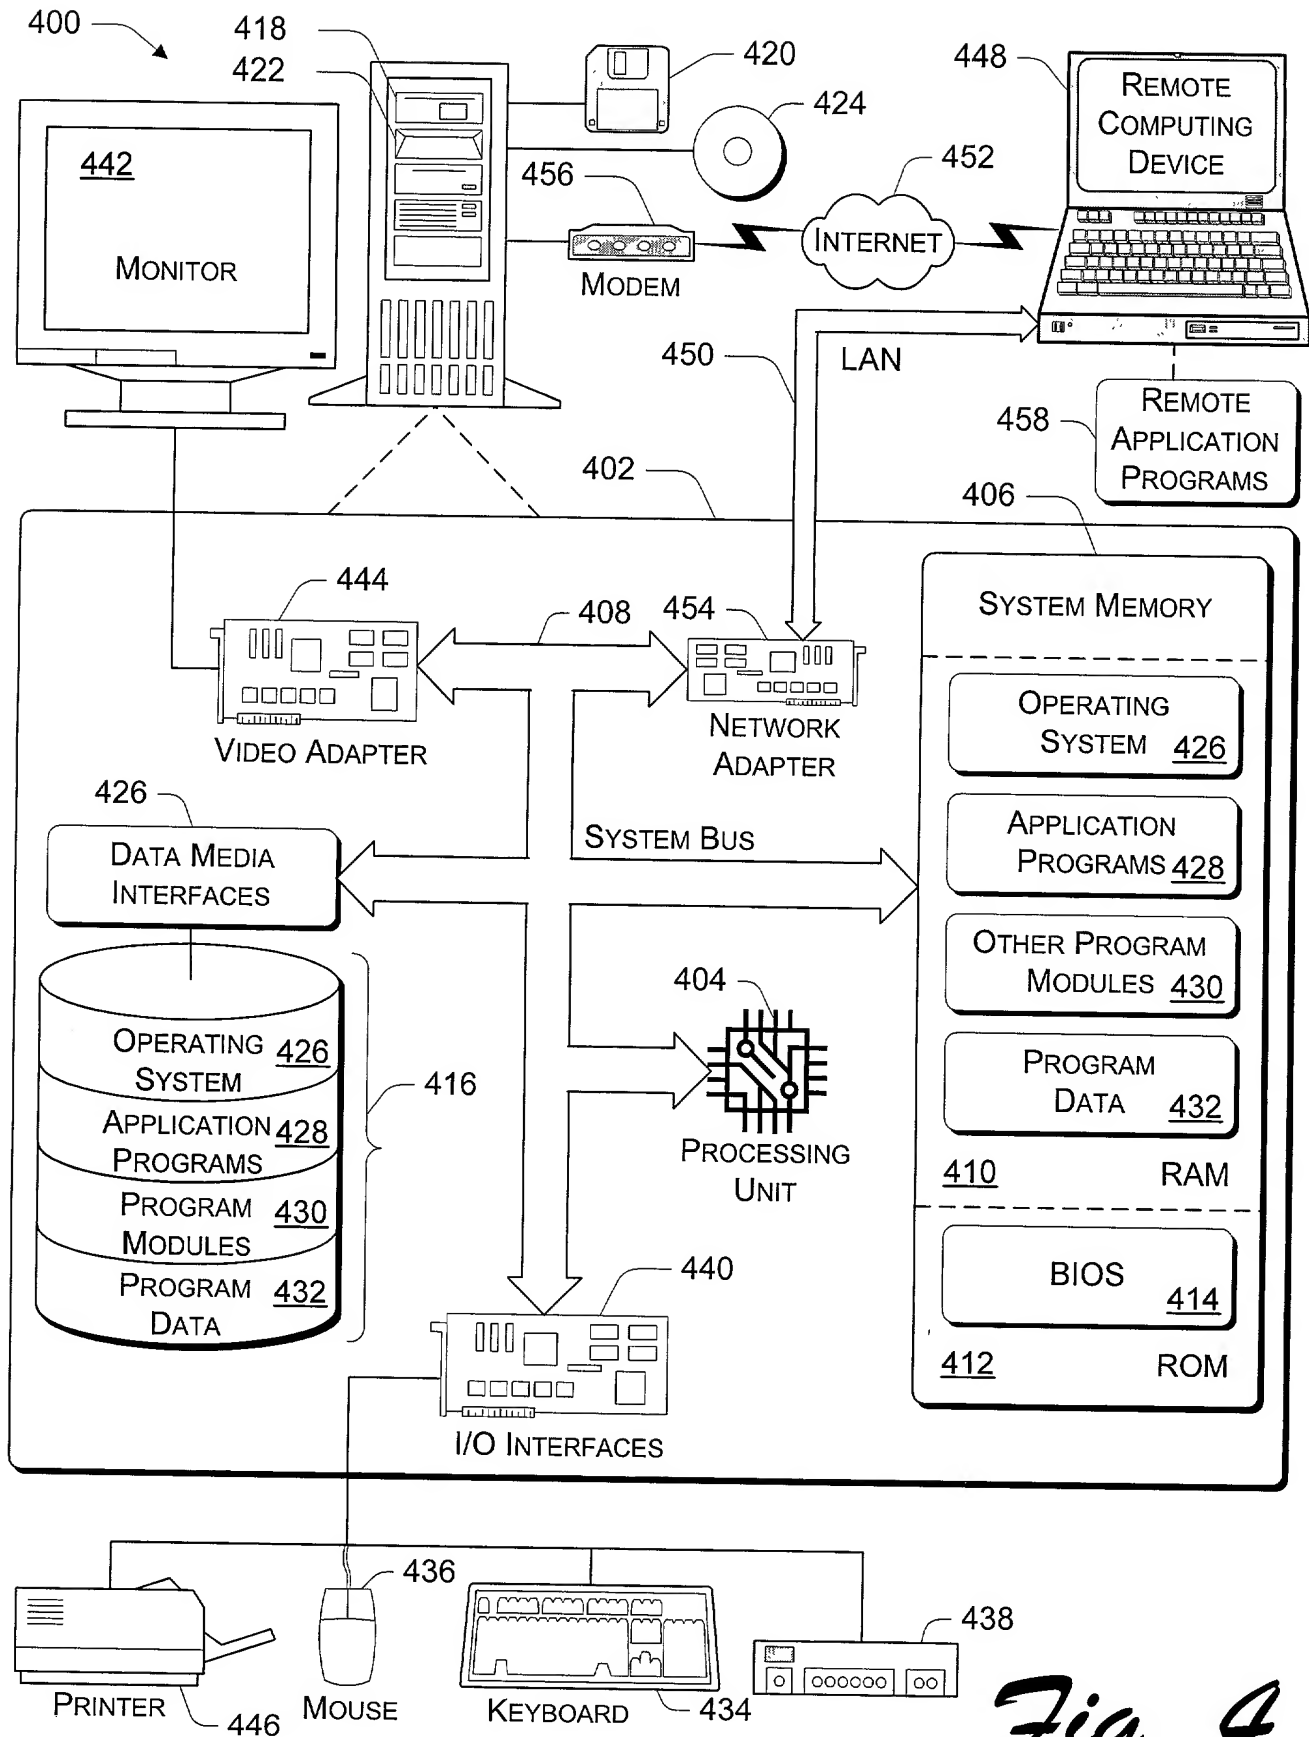 400
418
422
420
424
448
REMOTE
COMPUTING
DEVICE
442
MONITOR
456
MODEM
452
INTERNET
450
LAN
458
REMOTE
APPLICATION
PROGRAMS
402
406
444
VIDEO ADAPTER
408
454
NETWORK
ADAPTER
SYSTEM MEMORY
OPERATING
SYSTEM 426
APPLICATION
PROGRAMS 428
OTHER PROGRAM
MODULES 430
PROGRAM
DATA 432
410 RAM
BIOS
414
412 ROM
426
DATA MEDIA
INTERFACES
SYSTEM BUS
OPERATING 426
SYSTEM
APPLICATION 428
PROGRAMS
PROGRAM 430
MODULES
PROGRAM 432
DATA
416
404
PROCESSING
UNIT
440
I/O INTERFACES
PRINTER
446
436
MOUSE
KEYBOARD
434
438
Fig. 4